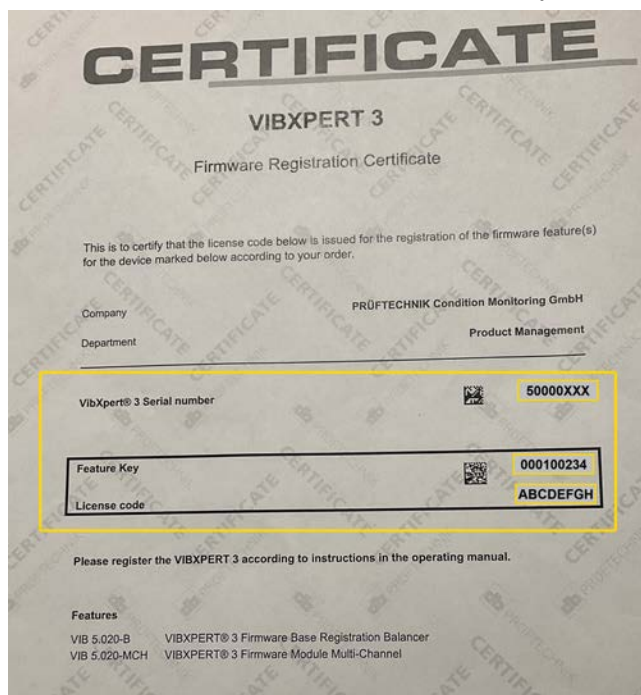 CERTIFICATE
VIBXPERT 3
Firmware Registration Certificate
This is to certify that the license code below is issued for the registration of the firmware feature(s)
for the device marked below according to your order.
Company PRÜFTECHNIK Condition Monitoring GmbH
Department Product Management
VibXpert® 3 Serial number 50000XXX
Feature Key 000100234
License code ABCDEFGH
Please register the VIBXPERT 3 according to instructions in the operating manual.
Features
VIB 5.020-B VIBXPERT® 3 Firmware Base Registration Balancer
VIB 5.020-MCH VIBXPERT® 3 Firmware Module Multi-Channel